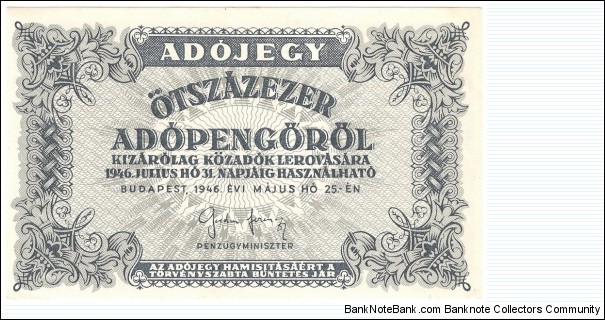 ADÓJEGY
ÖTSZÁZEZER
ADÓPENGŐRŐL
KIZÁRÓLAG KÖZADÓK LEROVÁSÁRA
1946. JULIUS HÓ 31. NAPJÁIG HASZNÁLHATÓ
BUDAPEST, 1946. ÉVI MÁJUS HÓ 25.-ÉN
PÉNZÜGYMINISZTER
AZ ADÓJEGY HAMISITÁSÁÉRT A
TÖRVÉNYSZABTA BÜNTETÉS JÁR.
BankNoteBank.com - Banknote Collectors Community